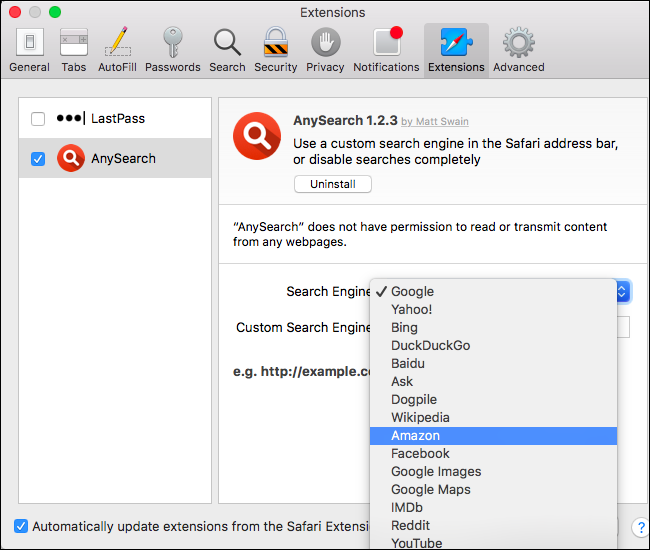 Extensions
General Tabs AutoFill Passwords Search Security Privacy Notifications Extensions Advanced
LastPass
AnySearch
AnySearch 1.2.3 by Matt Swain
Use a custom search engine in the Safari address bar,
or disable searches completely
Uninstall
“AnySearch” does not have permission to read or transmit content
from any webpages.
Search Engine
Custom Search Engine
e.g. http://example.co
✓ Google
Yahoo!
Bing
DuckDuckGo
Baidu
Ask
Dogpile
Wikipedia
Amazon
Facebook
Google Images
Google Maps
IMDb
Reddit
YouTube
Automatically update extensions from the Safari Extensi
?